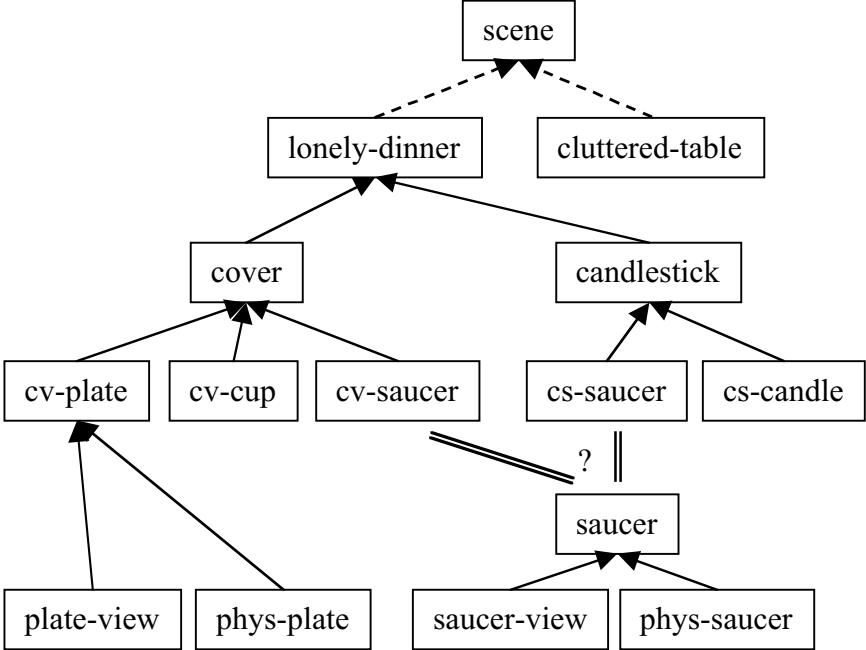 scene
lonely-dinner
cluttered-table
cover
candlestick
cv-plate
cv-cup
cv-saucer
cs-saucer
cs-candle
?
saucer
plate-view
phys-plate
saucer-view
phys-saucer